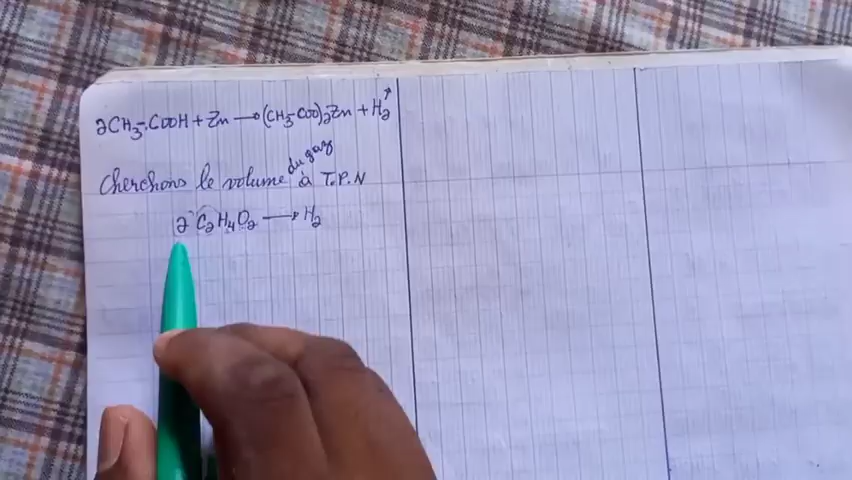 2CH3-COOH + Zn → (CH3-COO)2Zn + H2↑
Cherchons le volume du gaz à T.P.N
2 C2H4O2 → H2